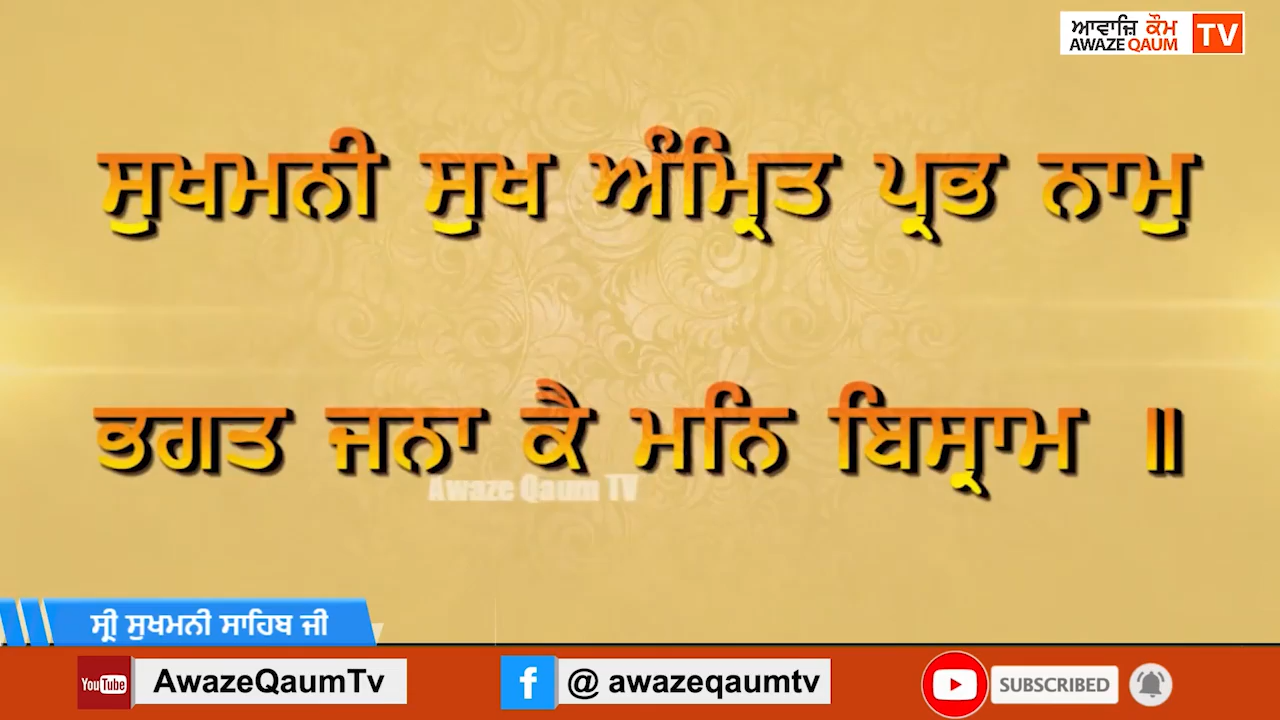 ਆਵਾਜ਼ਿ ਕੌਮ
AWAZE QAUM
TV
ਸੁਖਮਨੀ ਸੁਖ ਅੰਮ੍ਰਿਤ ਪ੍ਰਭ ਨਾਮੁ
ਭਗਤ ਜਨਾ ਕੈ ਮਨਿ ਬਿਸ੍ਰਾਮ ॥
Awaze Qaum TV
ਸ੍ਰੀ ਸੁਖਮਨੀ ਸਾਹਿਬ ਜੀ
YouTube AwazeQaumTv
f @ awazeqaumtv
SUBSCRIBED